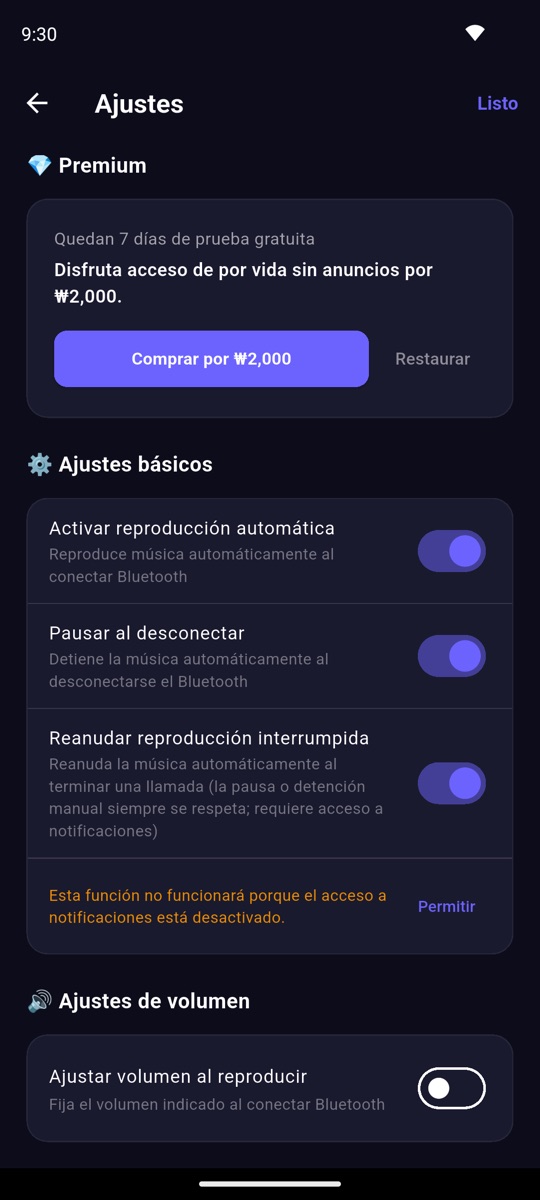 9:30
Ajustes
Listo
💎 Premium
Quedan 7 días de prueba gratuita
Disfruta acceso de por vida sin anuncios por
₩2,000.
Comprar por ₩2,000
Restaurar
⚙️ Ajustes básicos
Activar reproducción automática
Reproduce música automáticamente al
conectar Bluetooth
Pausar al desconectar
Detiene la música automáticamente al
desconectarse el Bluetooth
Reanudar reproducción interrumpida
Reanuda la música automáticamente al
terminar una llamada (la pausa o detención
manual siempre se respeta; requiere acceso a
notificaciones)
Esta función no funcionará porque el acceso a
notificaciones está desactivado.
Permitir
🔊 Ajustes de volumen
Ajustar volumen al reproducir
Fija el volumen indicado al conectar Bluetooth